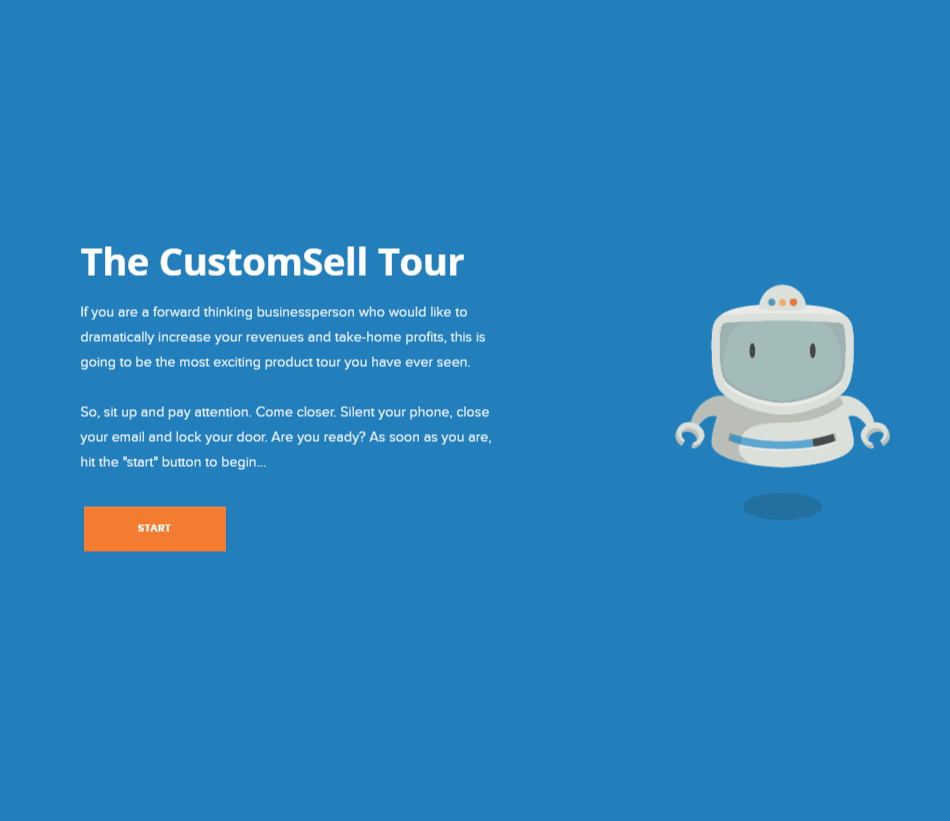 The CustomSell Tour
If you are a forward thinking businessperson who would like to
dramatically increase your revenues and take-home profits, this is
going to be the most exciting product tour you have ever seen.
So, sit up and pay attention. Come closer. Silent your phone, close
your email and lock your door. Are you ready? As soon as you are,
hit the "start" button to begin...
START